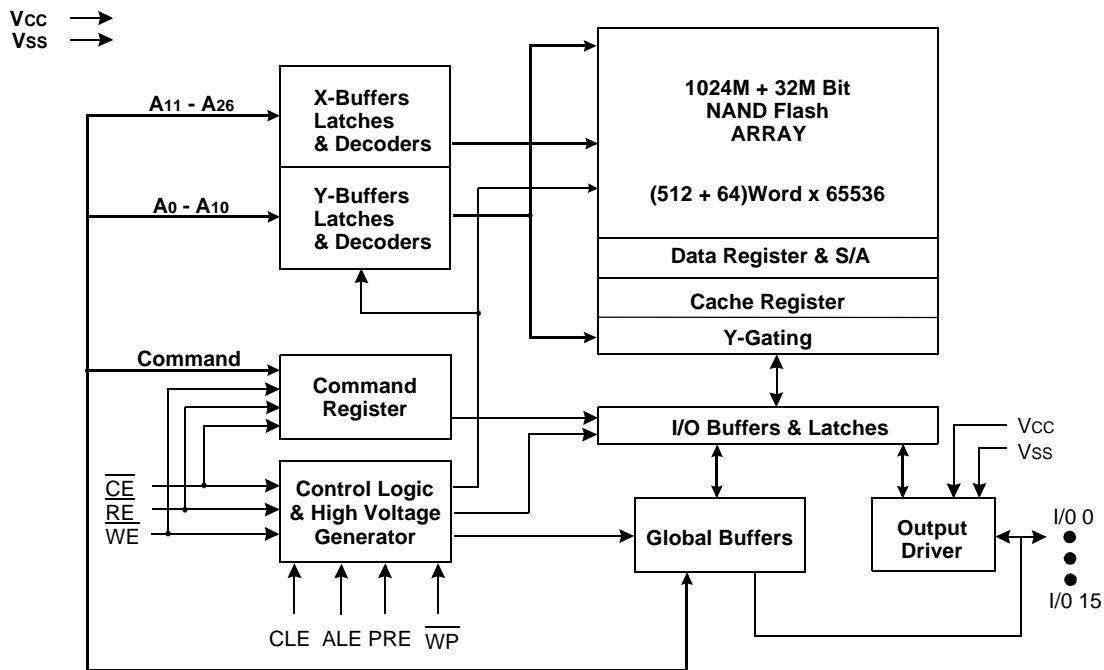 VCC
VSS
A11 - A26
X-Buffers
Latches
& Decoders
A0 - A10
Y-Buffers
Latches
& Decoders
1024M + 32M Bit
NAND Flash
ARRAY
(512 + 64)Word x 65536
Data Register & S/A
Cache Register
Y-Gating
Command
Command
Register
I/O Buffers & Latches
VCC
VSS
CE
RE
WE
Control Logic
& High Voltage
Generator
Global Buffers
Output
Driver
I/0 0
I/0 15
CLE ALE PRE WP